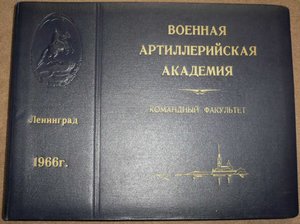 Ленинград
1966г.
ВОЕННАЯ
АРТИЛЛЕРИЙСКАЯ
АКАДЕМИЯ
КОМАНДНЫЙ ФАКУЛЬТЕТ